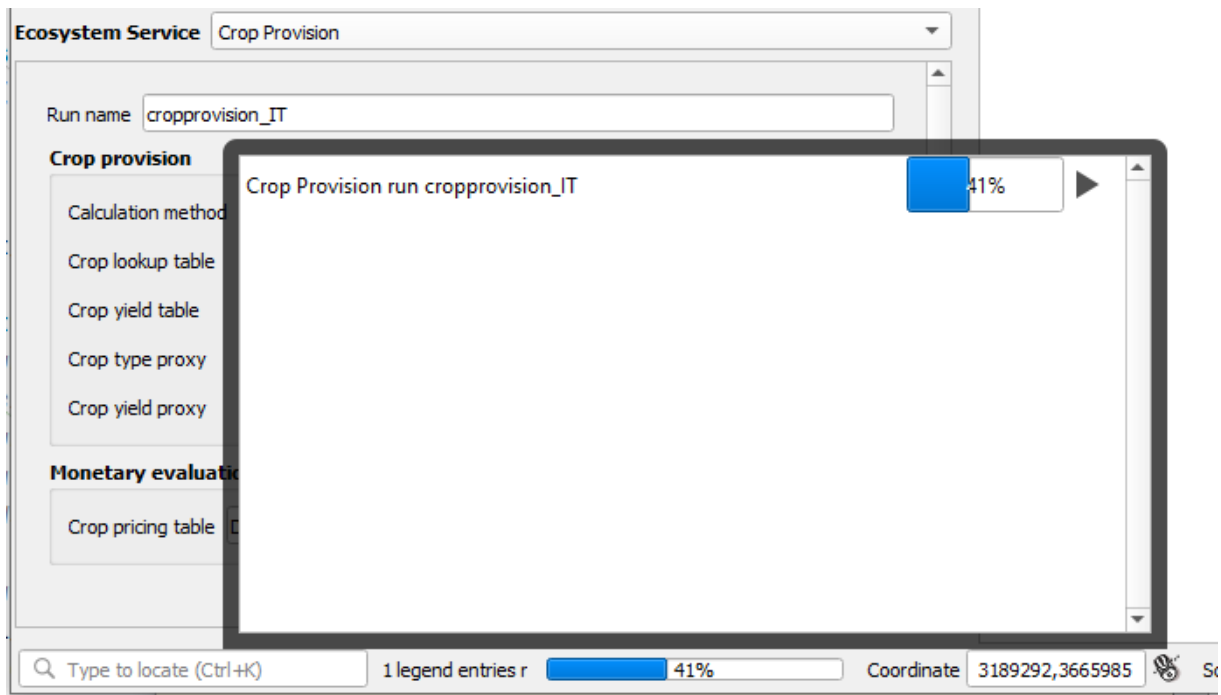 Ecosystem Service Crop Provision
Run name cropprovision_IT
Crop provision
Crop Provision run cropprovision_IT 41%
Calculation method
Crop lookup table
Crop yield table
Crop type proxy
Crop yield proxy
Monetary
Crop pricing table
Type to locate (Ctrl+K) 1 legend entries r 41% Coordinate 3189292,3665985